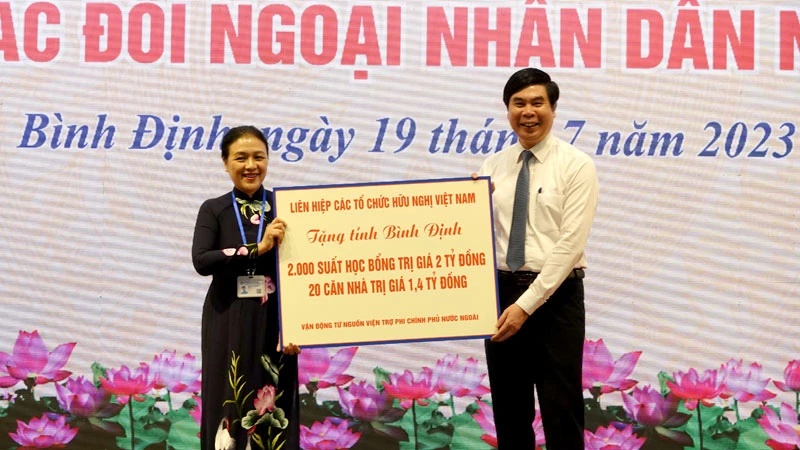 ÁC ĐỐI NGOẠI NHÂN DÂN N
Bình Định, ngày 19 tháng 7 năm 2023
LIÊN HIỆP CÁC TỔ CHỨC HỮU NGHỊ VIỆT NAM
Tặng tỉnh Bình Định
2.000 SUẤT HỌC BỔNG TRỊ GIÁ 2 TỶ ĐỒNG
20 CĂN NHÀ TRỊ GIÁ 1,4 TỶ ĐỒNG
VẬN ĐỘNG TỪ NGUỒN VIỆN TRỢ PHI CHÍNH PHỦ NƯỚC NGOÀI